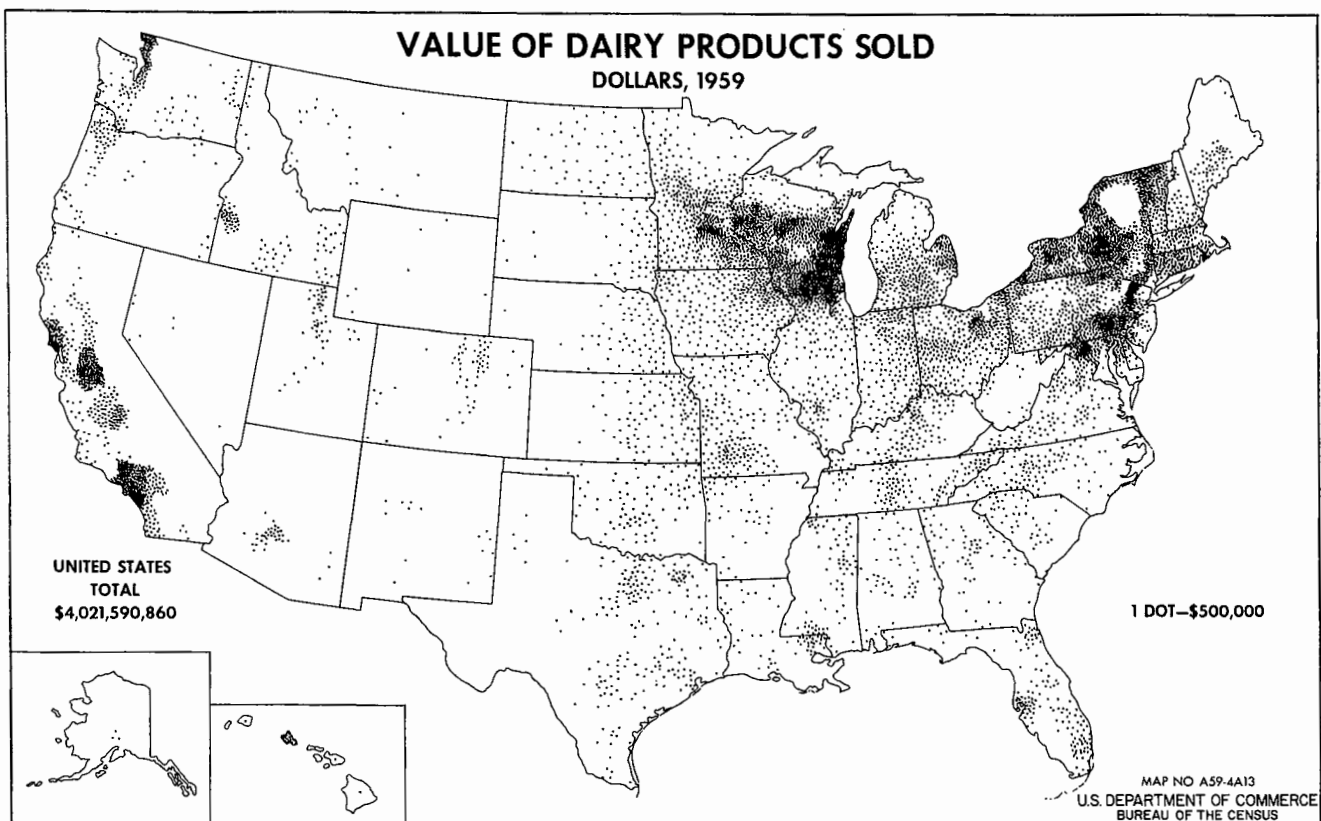 VALUE OF DAIRY PRODUCTS SOLD
DOLLARS, 1959
UNITED STATES
TOTAL
$4,021,590,860
1 DOT—$500,000
MAP NO A59-4A13
U.S. DEPARTMENT OF COMMERCE
BUREAU OF THE CENSUS